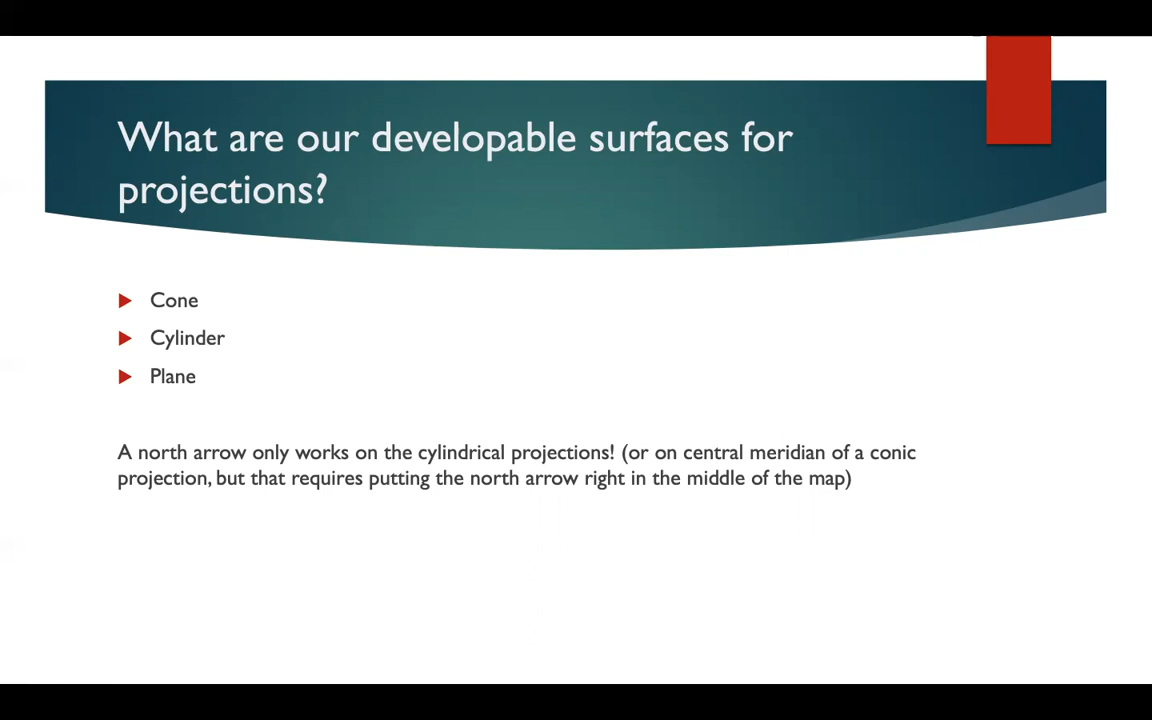 What are our developable surfaces for
projections?
Cone
Cylinder
Plane
A north arrow only works on the cylindrical projections! (or on central meridian of a conic
projection, but that requires putting the north arrow right in the middle of the map)